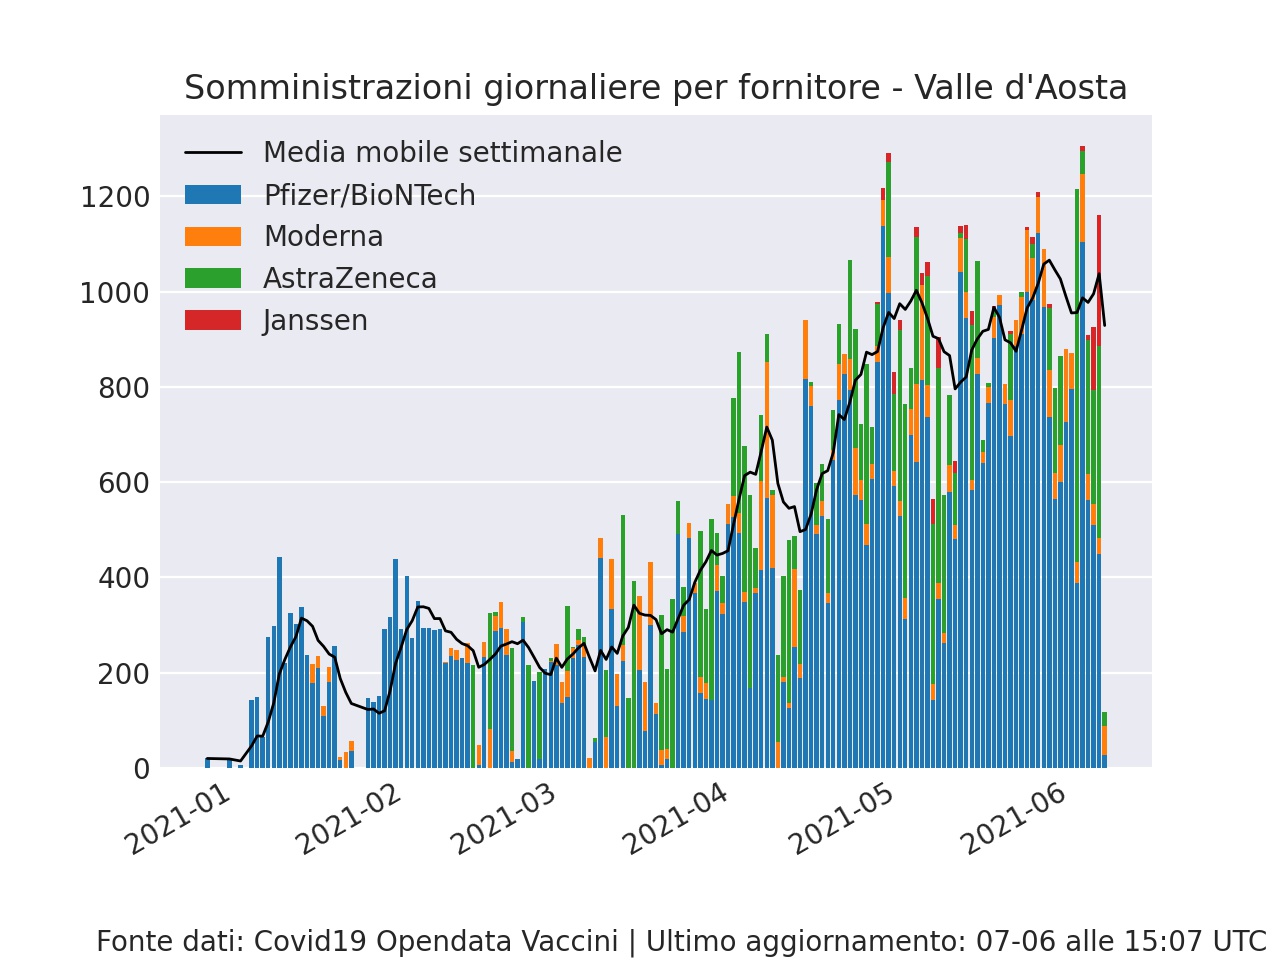 Somministrazioni giornaliere per fornitore - Valle d'Aosta
Media mobile settimanale
Pfizer/BioNTech
Moderna
AstraZeneca
Janssen
1200
1000
800
600
400
200
0
2021-01
2021-02
2021-03
2021-04
2021-05
2021-06
Fonte dati: Covid19 Opendata Vaccini | Ultimo aggiornamento: 07-06 alle 15:07 UTC